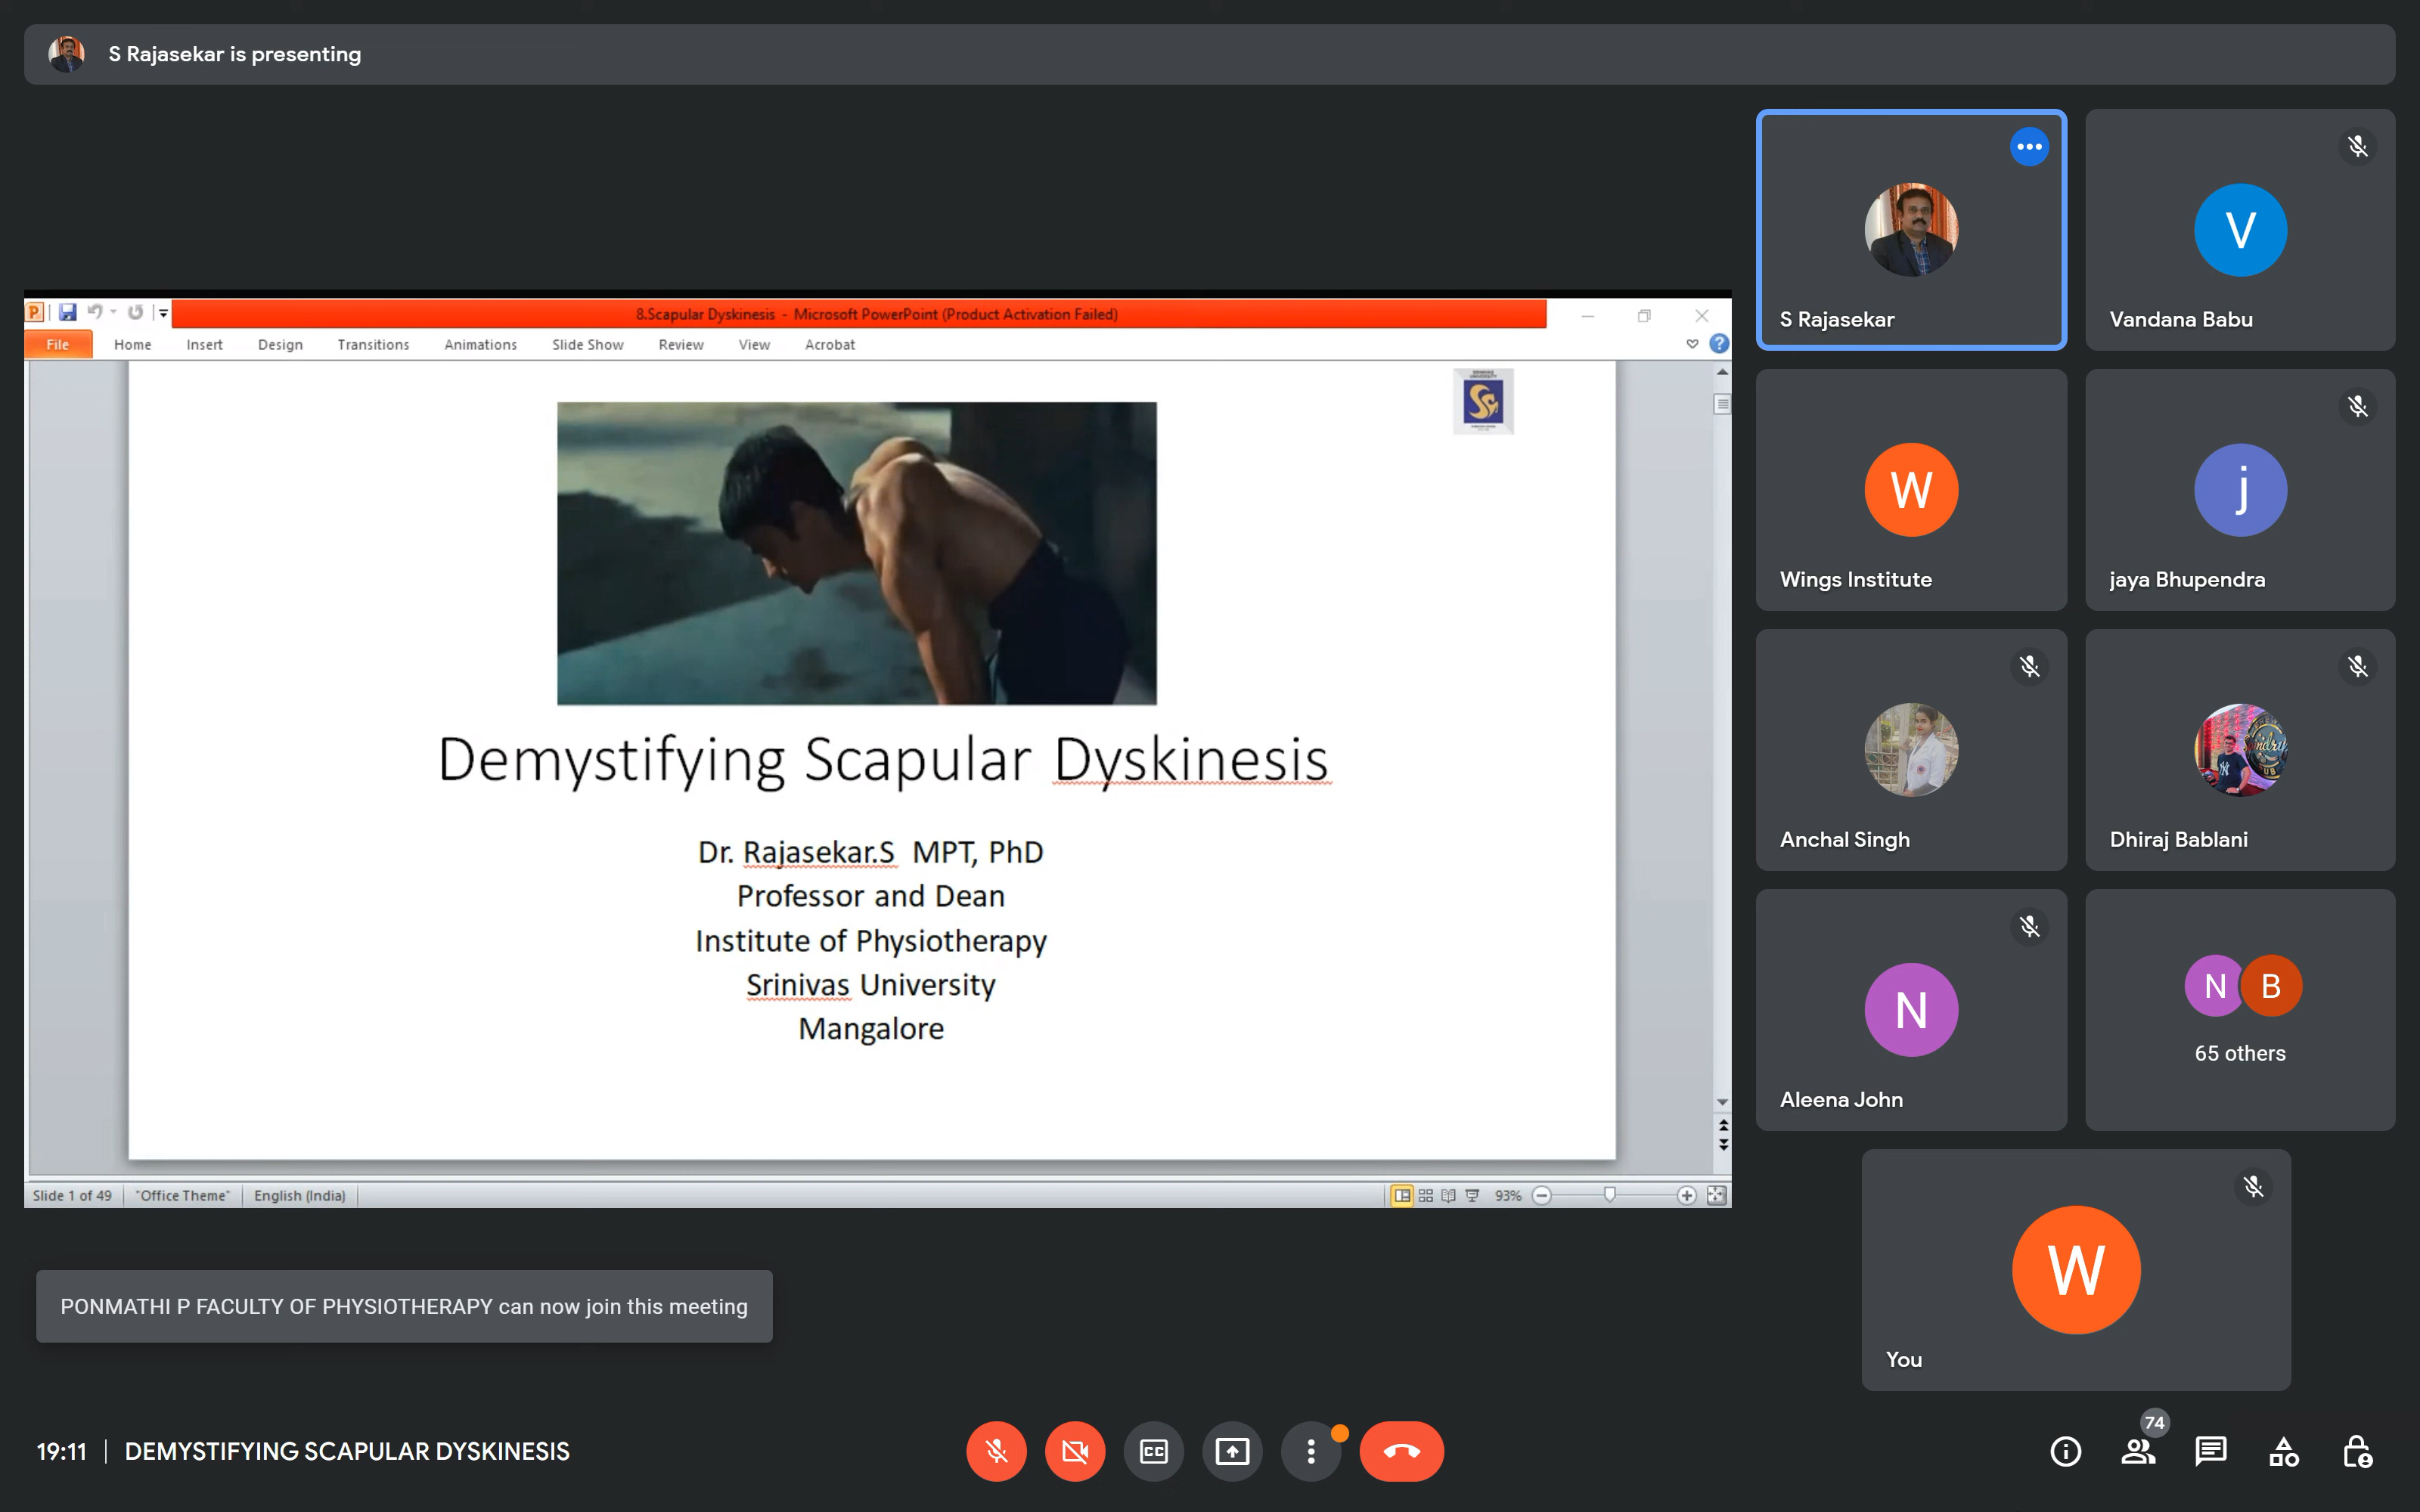 S Rajasekar is presenting
8.Scapular Dyskinesis - Microsoft PowerPoint (Product Activation Failed)
File Home Insert Design Transitions Animations Slide Show Review View Acrobat
Demystifying Scapular Dyskinesis
Dr. Rajasekar.S MPT, PhD
Professor and Dean
Institute of Physiotherapy
Srinivas University
Mangalore
Slide 1 of 49 "Office Theme" English (India) 93%
S Rajasekar
V
Vandana Babu
W
Wings Institute
j
jaya Bhupendra
Anchal Singh
Dhiraj Bablani
N
Aleena John
N B
65 others
W
You
PONMATHI P FACULTY OF PHYSIOTHERAPY can now join this meeting
19:11 | DEMYSTIFYING SCAPULAR DYSKINESIS
CC
74